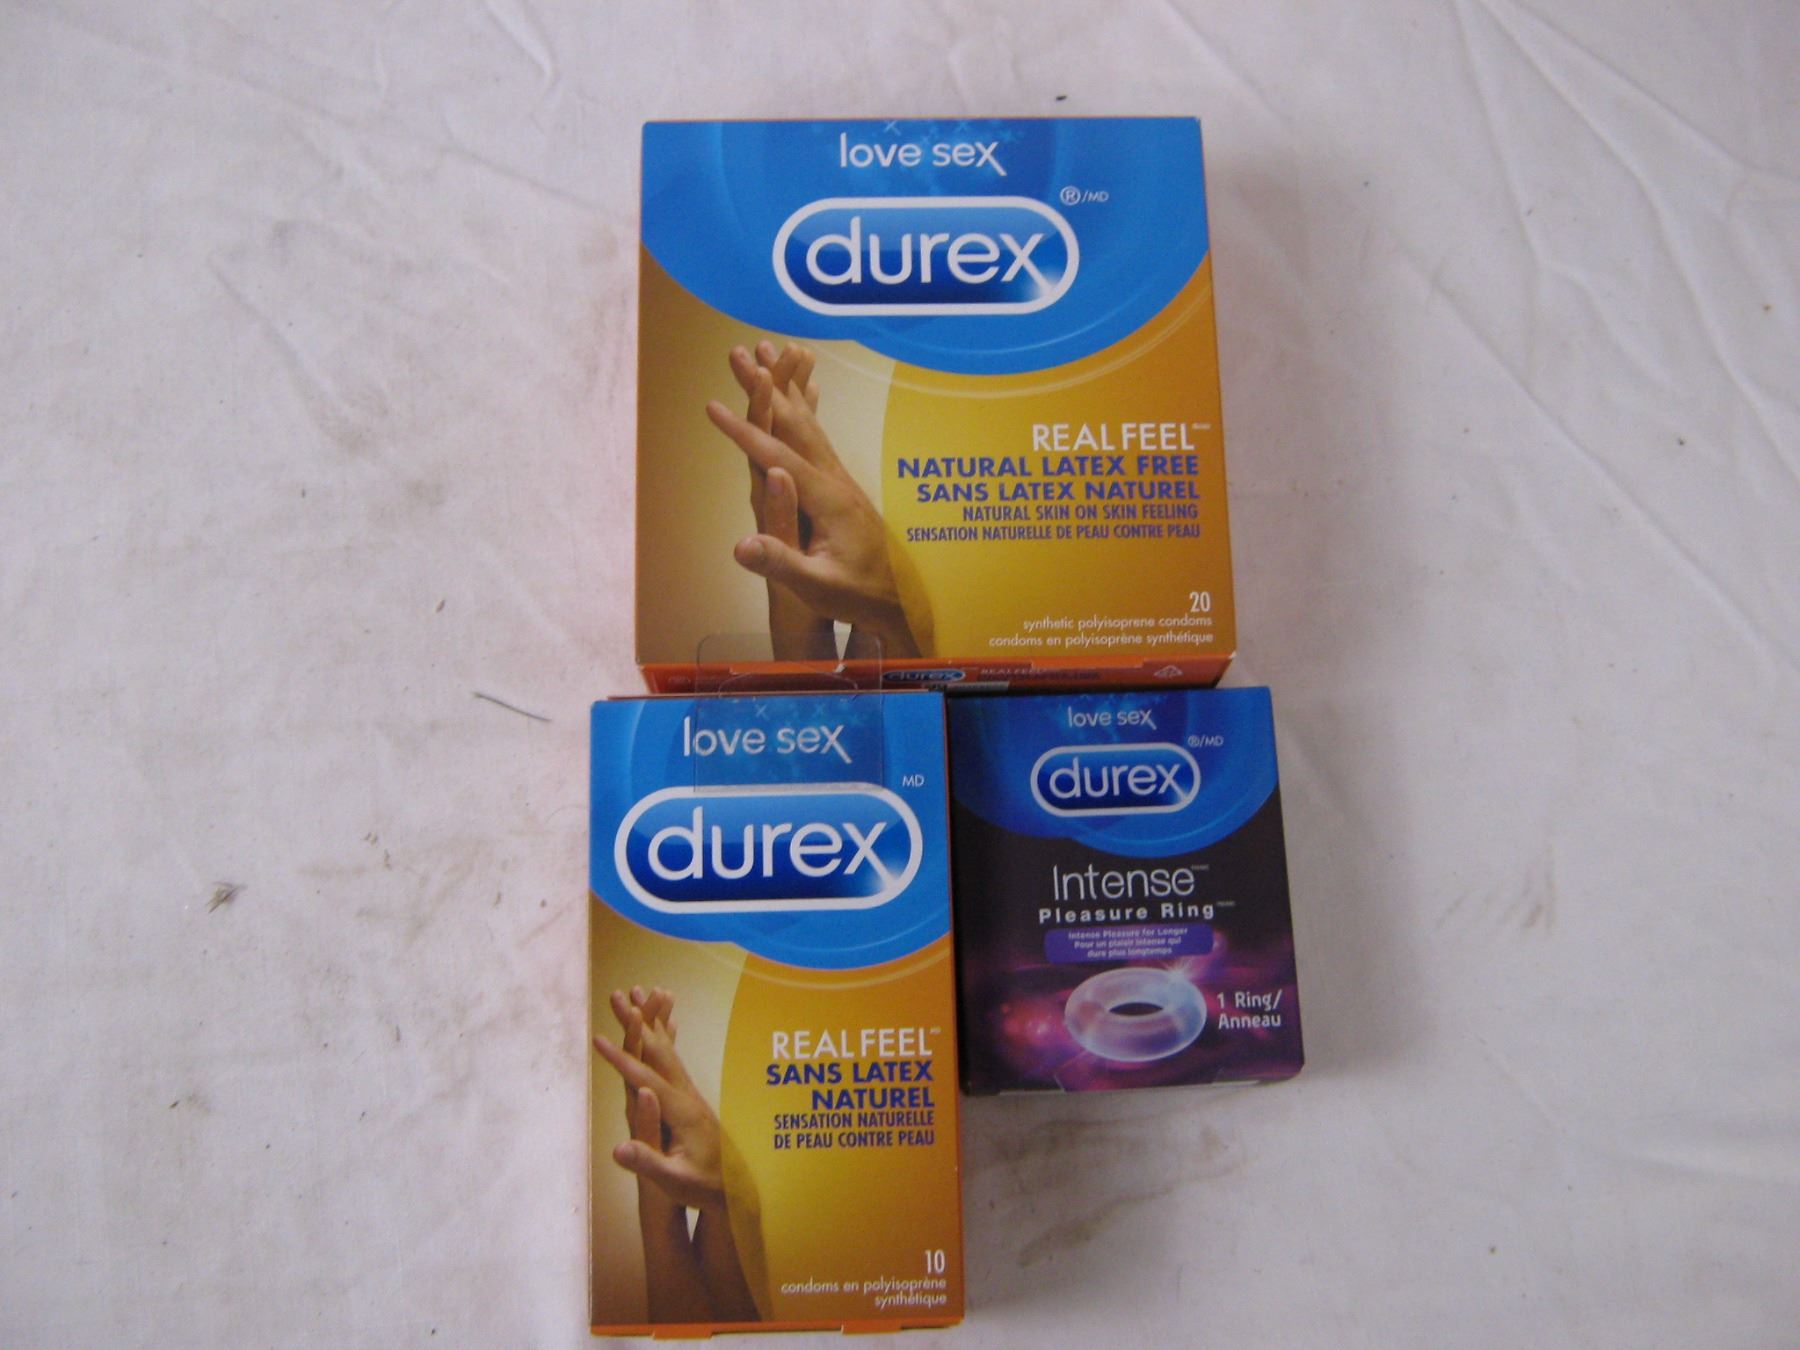 love sex
®/MD
durex
REAL FEEL
NATURAL LATEX FREE
SANS LATEX NATUREL
NATURAL SKIN ON SKIN FEELING
SENSATION NATURELLE DE PEAU CONTRE PEAU
20
synthetic polyisoprene condoms
condoms en polyisoprène synthétique
durex
love sex
MD
durex
REAL FEEL
SANS LATEX
NATUREL
SENSATION NATURELLE
DE PEAU CONTRE PEAU
10
condoms en polyisoprène
synthétique
love sex
®/MD
durex
Intense
Pleasure Ring
Intense Pleasure for Longer
Pour un plaisir intense qui
dure plus longtemps
1 Ring/
Anneau